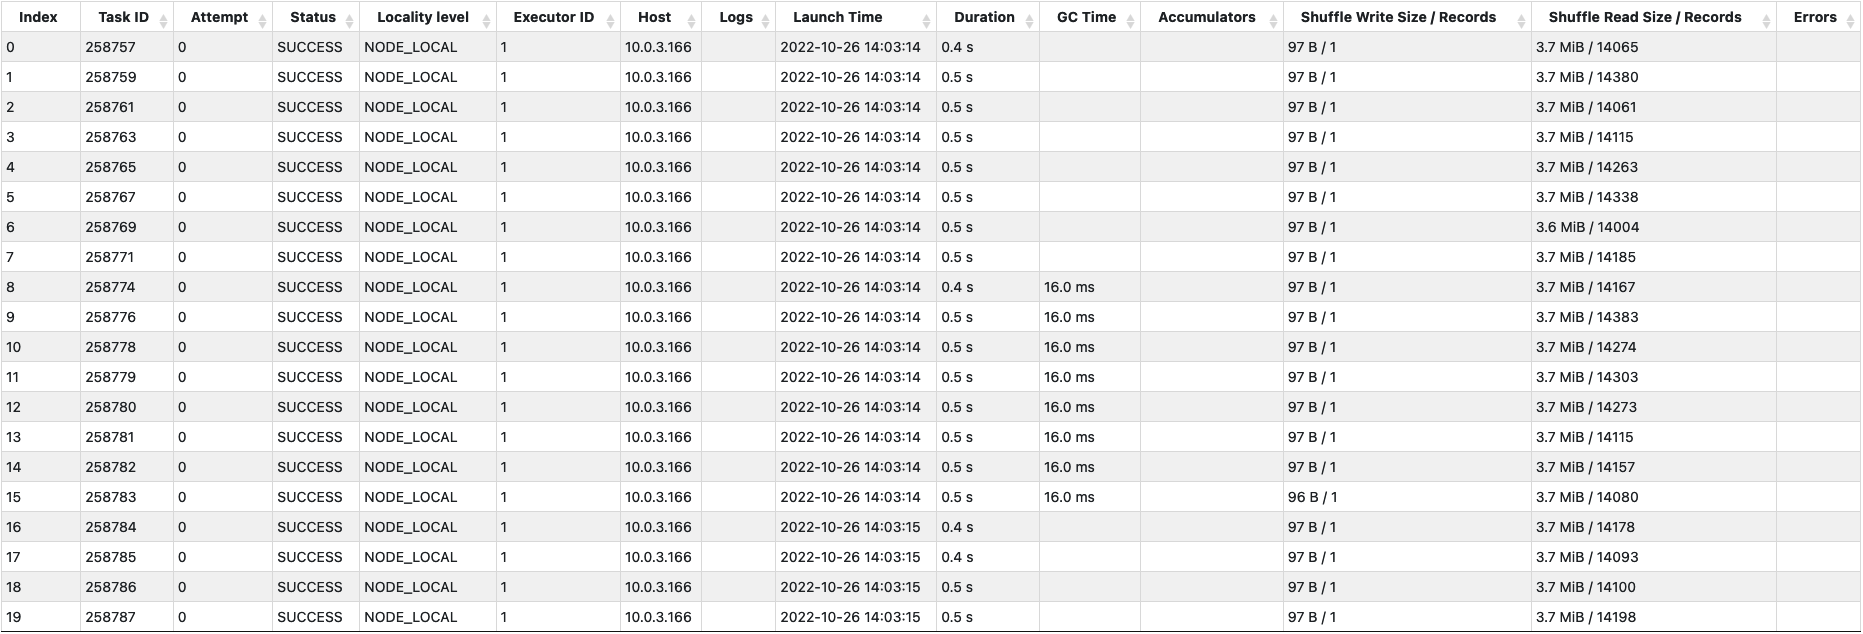 Index Task ID Attempt Status Locality level Executor ID Host Logs Launch Time Duration GC Time Accumulators Shuffle Write Size / Records Shuffle Read Size / Records Errors
0 258757 0 SUCCESS NODE_LOCAL 1 10.0.3.166 2022-10-26 14:03:14 0.4 s 97 B / 1 3.7 MiB / 14065
1 258759 0 SUCCESS NODE_LOCAL 1 10.0.3.166 2022-10-26 14:03:14 0.5 s 97 B / 1 3.7 MiB / 14380
2 258761 0 SUCCESS NODE_LOCAL 1 10.0.3.166 2022-10-26 14:03:14 0.5 s 97 B / 1 3.7 MiB / 14061
3 258763 0 SUCCESS NODE_LOCAL 1 10.0.3.166 2022-10-26 14:03:14 0.5 s 97 B / 1 3.7 MiB / 14115
4 258765 0 SUCCESS NODE_LOCAL 1 10.0.3.166 2022-10-26 14:03:14 0.5 s 97 B / 1 3.7 MiB / 14263
5 258767 0 SUCCESS NODE_LOCAL 1 10.0.3.166 2022-10-26 14:03:14 0.5 s 97 B / 1 3.7 MiB / 14338
6 258769 0 SUCCESS NODE_LOCAL 1 10.0.3.166 2022-10-26 14:03:14 0.5 s 97 B / 1 3.6 MiB / 14004
7 258771 0 SUCCESS NODE_LOCAL 1 10.0.3.166 2022-10-26 14:03:14 0.5 s 97 B / 1 3.7 MiB / 14185
8 258774 0 SUCCESS NODE_LOCAL 1 10.0.3.166 2022-10-26 14:03:14 0.4 s 16.0 ms 97 B / 1 3.7 MiB / 14167
9 258776 0 SUCCESS NODE_LOCAL 1 10.0.3.166 2022-10-26 14:03:14 0.5 s 16.0 ms 97 B / 1 3.7 MiB / 14383
10 258778 0 SUCCESS NODE_LOCAL 1 10.0.3.166 2022-10-26 14:03:14 0.5 s 16.0 ms 97 B / 1 3.7 MiB / 14274
11 258779 0 SUCCESS NODE_LOCAL 1 10.0.3.166 2022-10-26 14:03:14 0.5 s 16.0 ms 97 B / 1 3.7 MiB / 14303
12 258780 0 SUCCESS NODE_LOCAL 1 10.0.3.166 2022-10-26 14:03:14 0.5 s 16.0 ms 97 B / 1 3.7 MiB / 14273
13 258781 0 SUCCESS NODE_LOCAL 1 10.0.3.166 2022-10-26 14:03:14 0.5 s 16.0 ms 97 B / 1 3.7 MiB / 14115
14 258782 0 SUCCESS NODE_LOCAL 1 10.0.3.166 2022-10-26 14:03:14 0.5 s 16.0 ms 97 B / 1 3.7 MiB / 14157
15 258783 0 SUCCESS NODE_LOCAL 1 10.0.3.166 2022-10-26 14:03:14 0.5 s 16.0 ms 96 B / 1 3.7 MiB / 14080
16 258784 0 SUCCESS NODE_LOCAL 1 10.0.3.166 2022-10-26 14:03:15 0.4 s 97 B / 1 3.7 MiB / 14178
17 258785 0 SUCCESS NODE_LOCAL 1 10.0.3.166 2022-10-26 14:03:15 0.4 s 97 B / 1 3.7 MiB / 14093
18 258786 0 SUCCESS NODE_LOCAL 1 10.0.3.166 2022-10-26 14:03:15 0.5 s 97 B / 1 3.7 MiB / 14100
19 258787 0 SUCCESS NODE_LOCAL 1 10.0.3.166 2022-10-26 14:03:15 0.5 s 97 B / 1 3.7 MiB / 14198